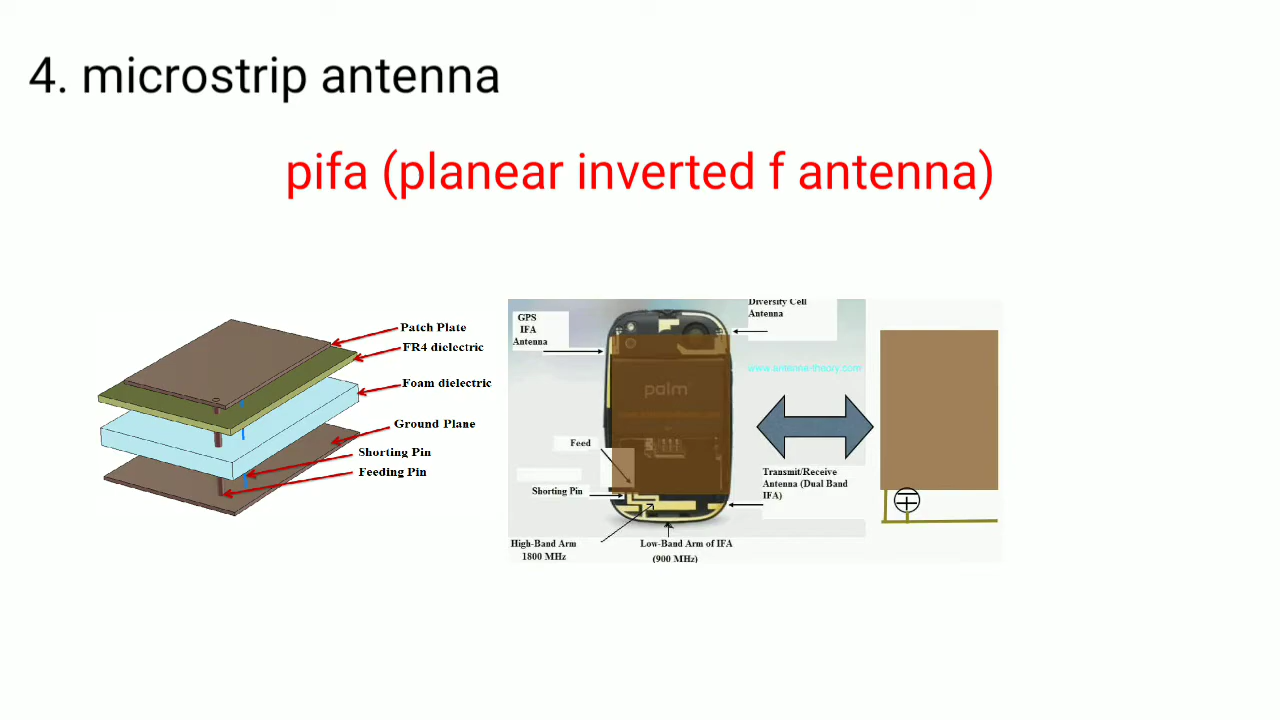 4. microstrip antenna
pifa (planear inverted f antenna)
Patch Plate
FR4 dielectric
Foam dielectric
Ground Plane
Shorting Pin
Feeding Pin
GPS
IFA
Antenna
Diversity Cell
Antenna
www.antenna-theory.com
palm
Feed
Shorting Pin
Transmit/Receive
Antenna (Dual Band
IFA)
High-Band Arm
1800 MHz
Low-Band Arm of IFA
(900 MHz)